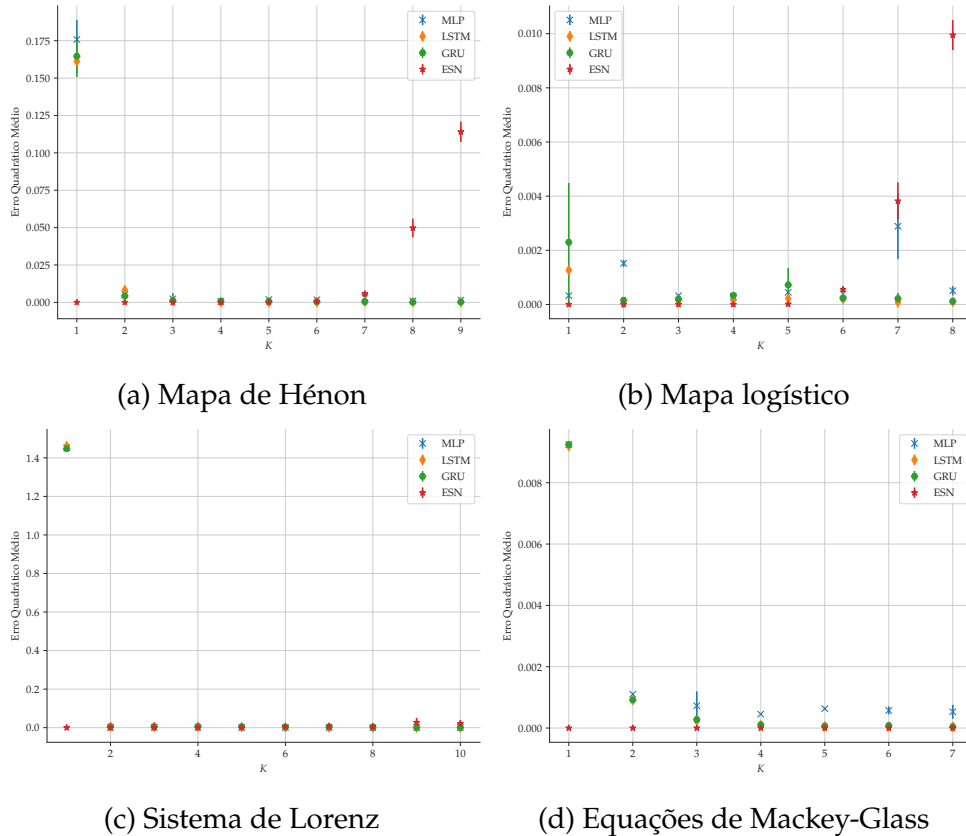 0.175
0.150
0.125
0.100
0.075
0.050
0.025
0.000
Erro Quadrático Médio
1 2 3 4 5 6 7 8 9
K
MLP
LSTM
GRU
ESN
(a) Mapa de Hénon
0.010
0.008
0.006
0.004
0.002
0.000
Erro Quadrático Médio
1 2 3 4 5 6 7 8
K
MLP
LSTM
GRU
ESN
(b) Mapa logístico
1.4
1.2
1.0
0.8
0.6
0.4
0.2
0.0
Erro Quadrático Médio
2 4 6 8 10
K
MLP
LSTM
GRU
ESN
(c) Sistema de Lorenz
0.008
0.006
0.004
0.002
0.000
Erro Quadrático Médio
1 2 3 4 5 6 7
K
MLP
LSTM
GRU
ESN
(d) Equações de Mackey-Glass